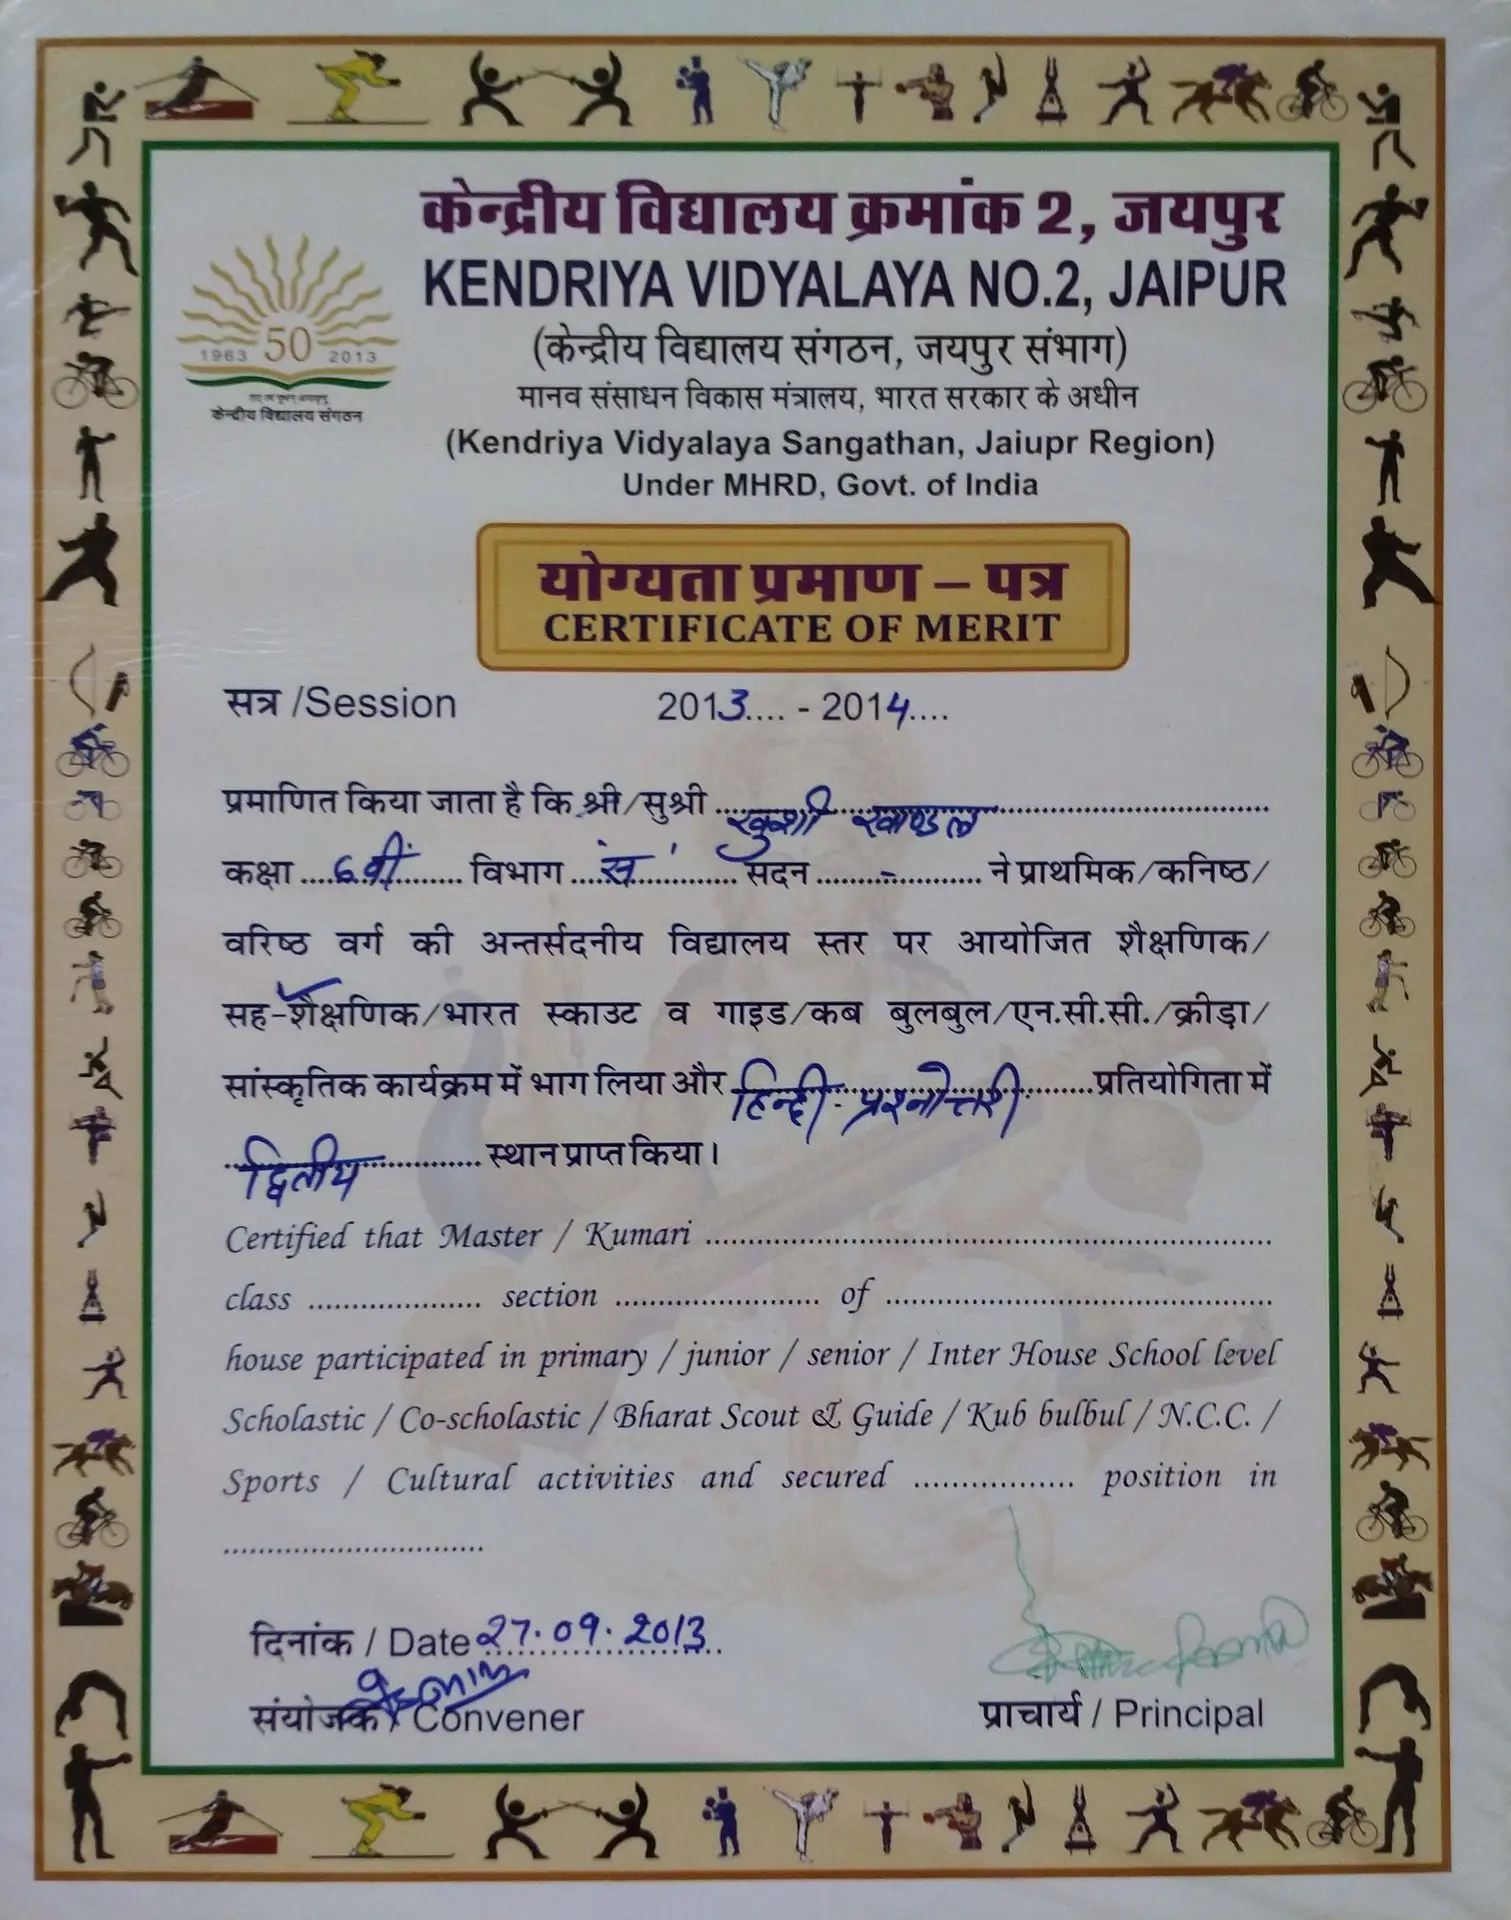 केन्द्रीय विद्यालय क्रमांक 2, जयपुर
KENDRIYA VIDYALAYA NO.2, JAIPUR
(केन्द्रीय विद्यालय संगठन, जयपुर संभाग)
मानव संसाधन विकास मंत्रालय, भारत सरकार के अधीन
(Kendriya Vidyalaya Sangathan, Jaiupr Region)
Under MHRD, Govt. of India
1963 50 2013
केन्द्रीय विद्यालय संगठन
योग्यता प्रमाण – पत्र
CERTIFICATE OF MERIT
सत्र /Session 2013.... - 2014....
प्रमाणित किया जाता है कि श्री/सुश्री खुशी खाण्डल
कक्षा 6वीं विभाग 'स' सदन - ने प्राथमिक/कनिष्ठ/
वरिष्ठ वर्ग की अन्तर्सदनीय विद्यालय स्तर पर आयोजित शैक्षणिक/
सह-शैक्षणिक/भारत स्काउट व गाइड/कब बुलबुल/एन.सी.सी./क्रीड़ा/
सांस्कृतिक कार्यक्रम में भाग लिया और हिन्दी-प्रश्नोत्तरी प्रतियोगिता में
द्वितीय स्थान प्राप्त किया।
Certified that Master / Kumari ..........
class .......... section .......... of ..........
house participated in primary / junior / senior / Inter House School level
Scholastic / Co-scholastic / Bharat Scout & Guide / Kub bulbul / N.C.C. /
Sports / Cultural activities and secured .......... position in
..........
दिनांक / Date 27.09.2013
संयोजक / Convener प्राचार्य / Principal